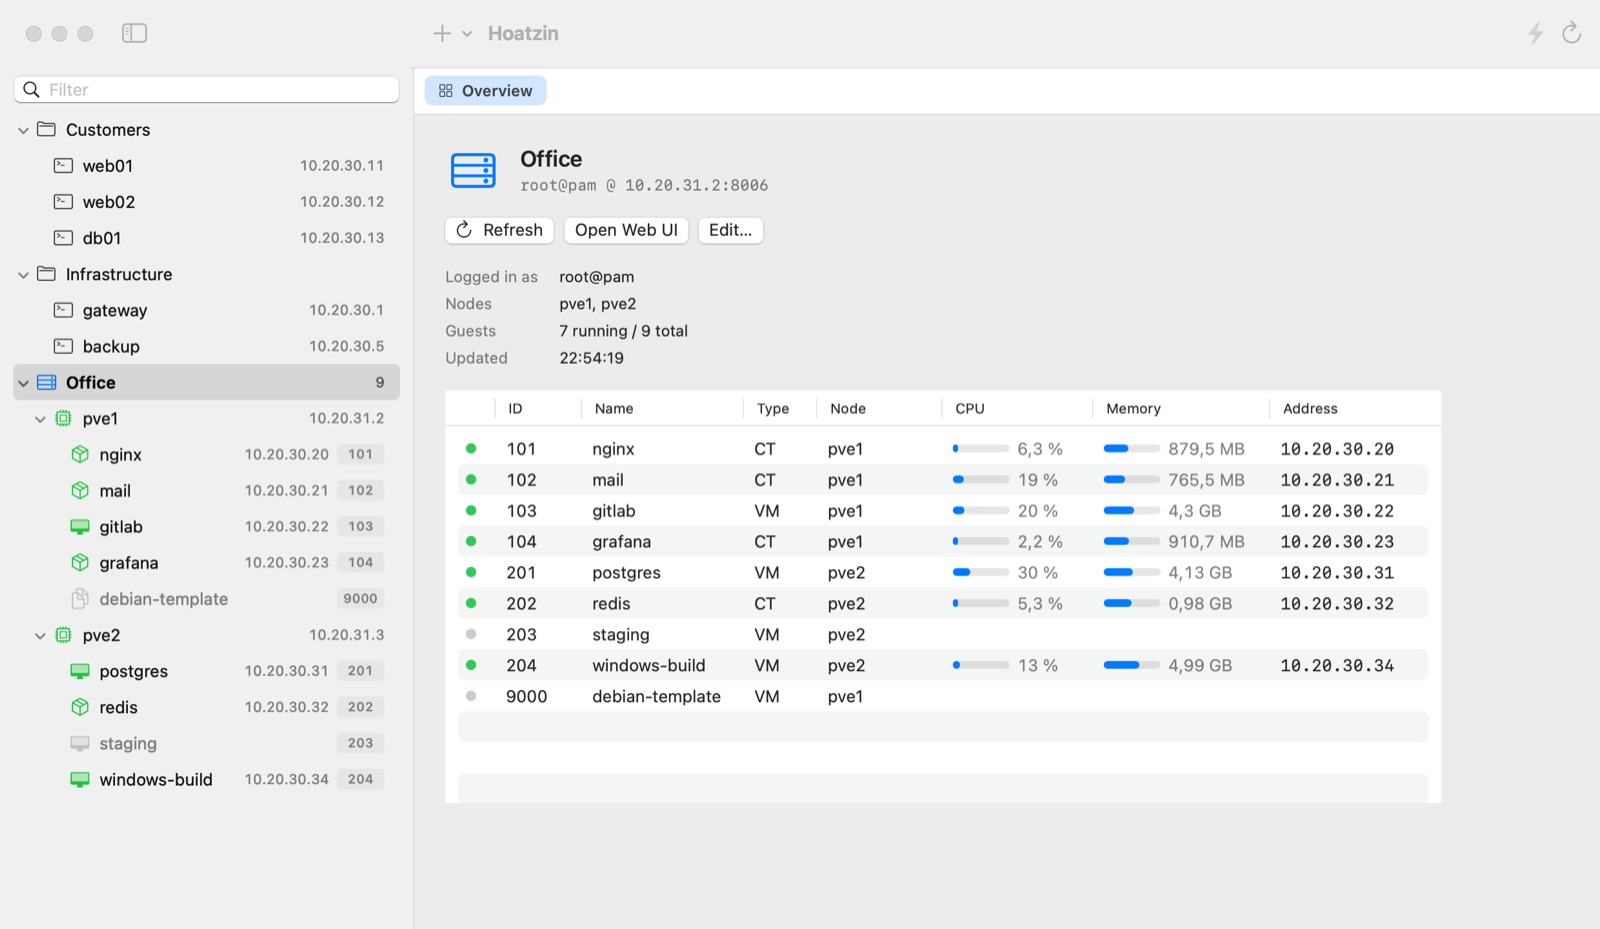 Hoatzin
Filter
Overview
Customers
web01 10.20.30.11
web02 10.20.30.12
db01 10.20.30.13
Infrastructure
gateway 10.20.30.1
backup 10.20.30.5
Office 9
pve1 10.20.31.2
nginx 10.20.30.20 101
mail 10.20.30.21 102
gitlab 10.20.30.22 103
grafana 10.20.30.23 104
debian-template 9000
pve2 10.20.31.3
postgres 10.20.30.31 201
redis 10.20.30.32 202
staging 203
windows-build 10.20.30.34 204
Office
root@pam @ 10.20.31.2:8006
Refresh Open Web UI Edit...
Logged in as root@pam
Nodes pve1, pve2
Guests 7 running / 9 total
Updated 22:54:19
ID Name Type Node CPU Memory Address
101 nginx CT pve1 6,3 % 879,5 MB 10.20.30.20
102 mail CT pve1 19 % 765,5 MB 10.20.30.21
103 gitlab VM pve1 20 % 4,3 GB 10.20.30.22
104 grafana CT pve1 2,2 % 910,7 MB 10.20.30.23
201 postgres VM pve2 30 % 4,13 GB 10.20.30.31
202 redis CT pve2 5,3 % 0,98 GB 10.20.30.32
203 staging VM pve2
204 windows-build VM pve2 13 % 4,99 GB 10.20.30.34
9000 debian-template VM pve1